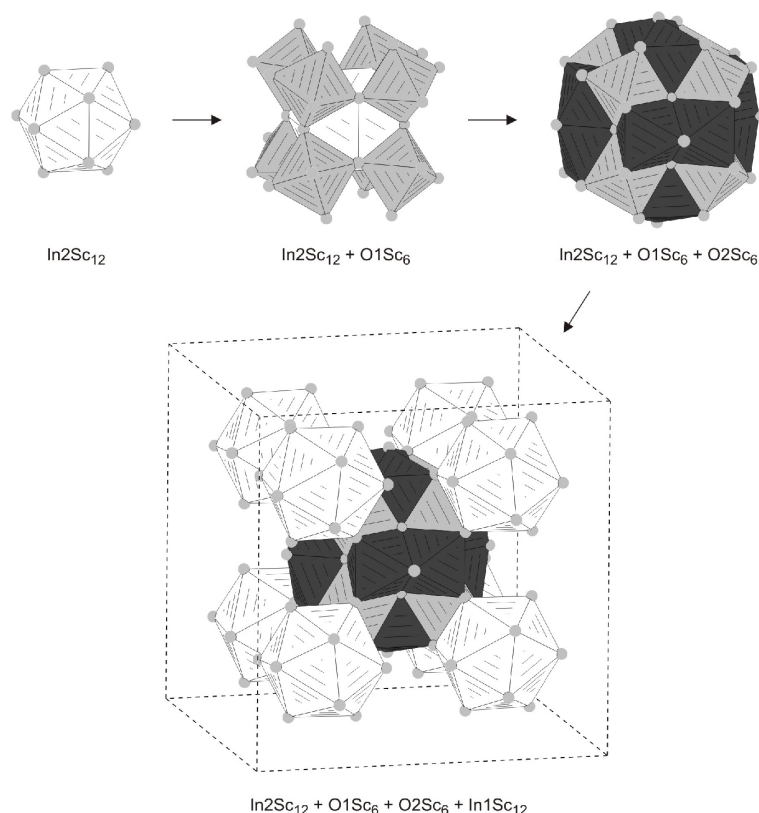 In2Sc₁₂
In2Sc₁₂ + O1Sc₆
In2Sc₁₂ + O1Sc₆ + O2Sc₆
In2Sc₁₂ + O1Sc₆ + O2Sc₆ + In1Sc₁₂